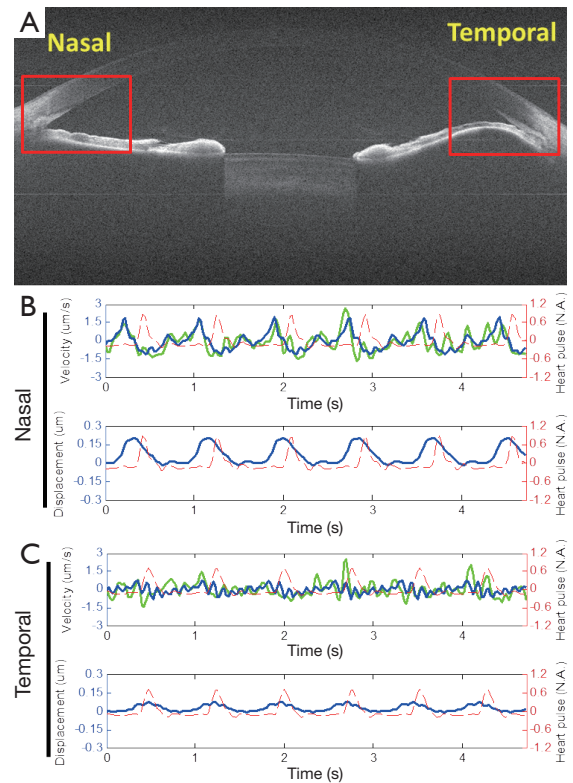 A
Nasal
Temporal
B
Nasal
Velocity (um/s)
3
1.5
0
-1.5
-3
1.2
0.6
0
-0.6
-1.2
Heart pulse (N.A.)
0 1 2 3 4
Time (s)
Displacement (um)
0.3
0.15
0
-0.15
-0.3
1.2
0.6
0
-0.6
-1.2
Heart pulse (N.A.)
0 1 2 3 4
Time (s)
C
Temporal
Velocity (um/s)
3
1.5
0
-1.5
-3
1.2
0.6
0
-0.6
-1.2
Heart pulse (N.A.)
0 1 2 3 4
Time (s)
Displacement (um)
0.3
0.15
0
-0.15
-0.3
1.2
0.6
0
-0.6
-1.2
Heart pulse (N.A.)
0 1 2 3 4
Time (s)